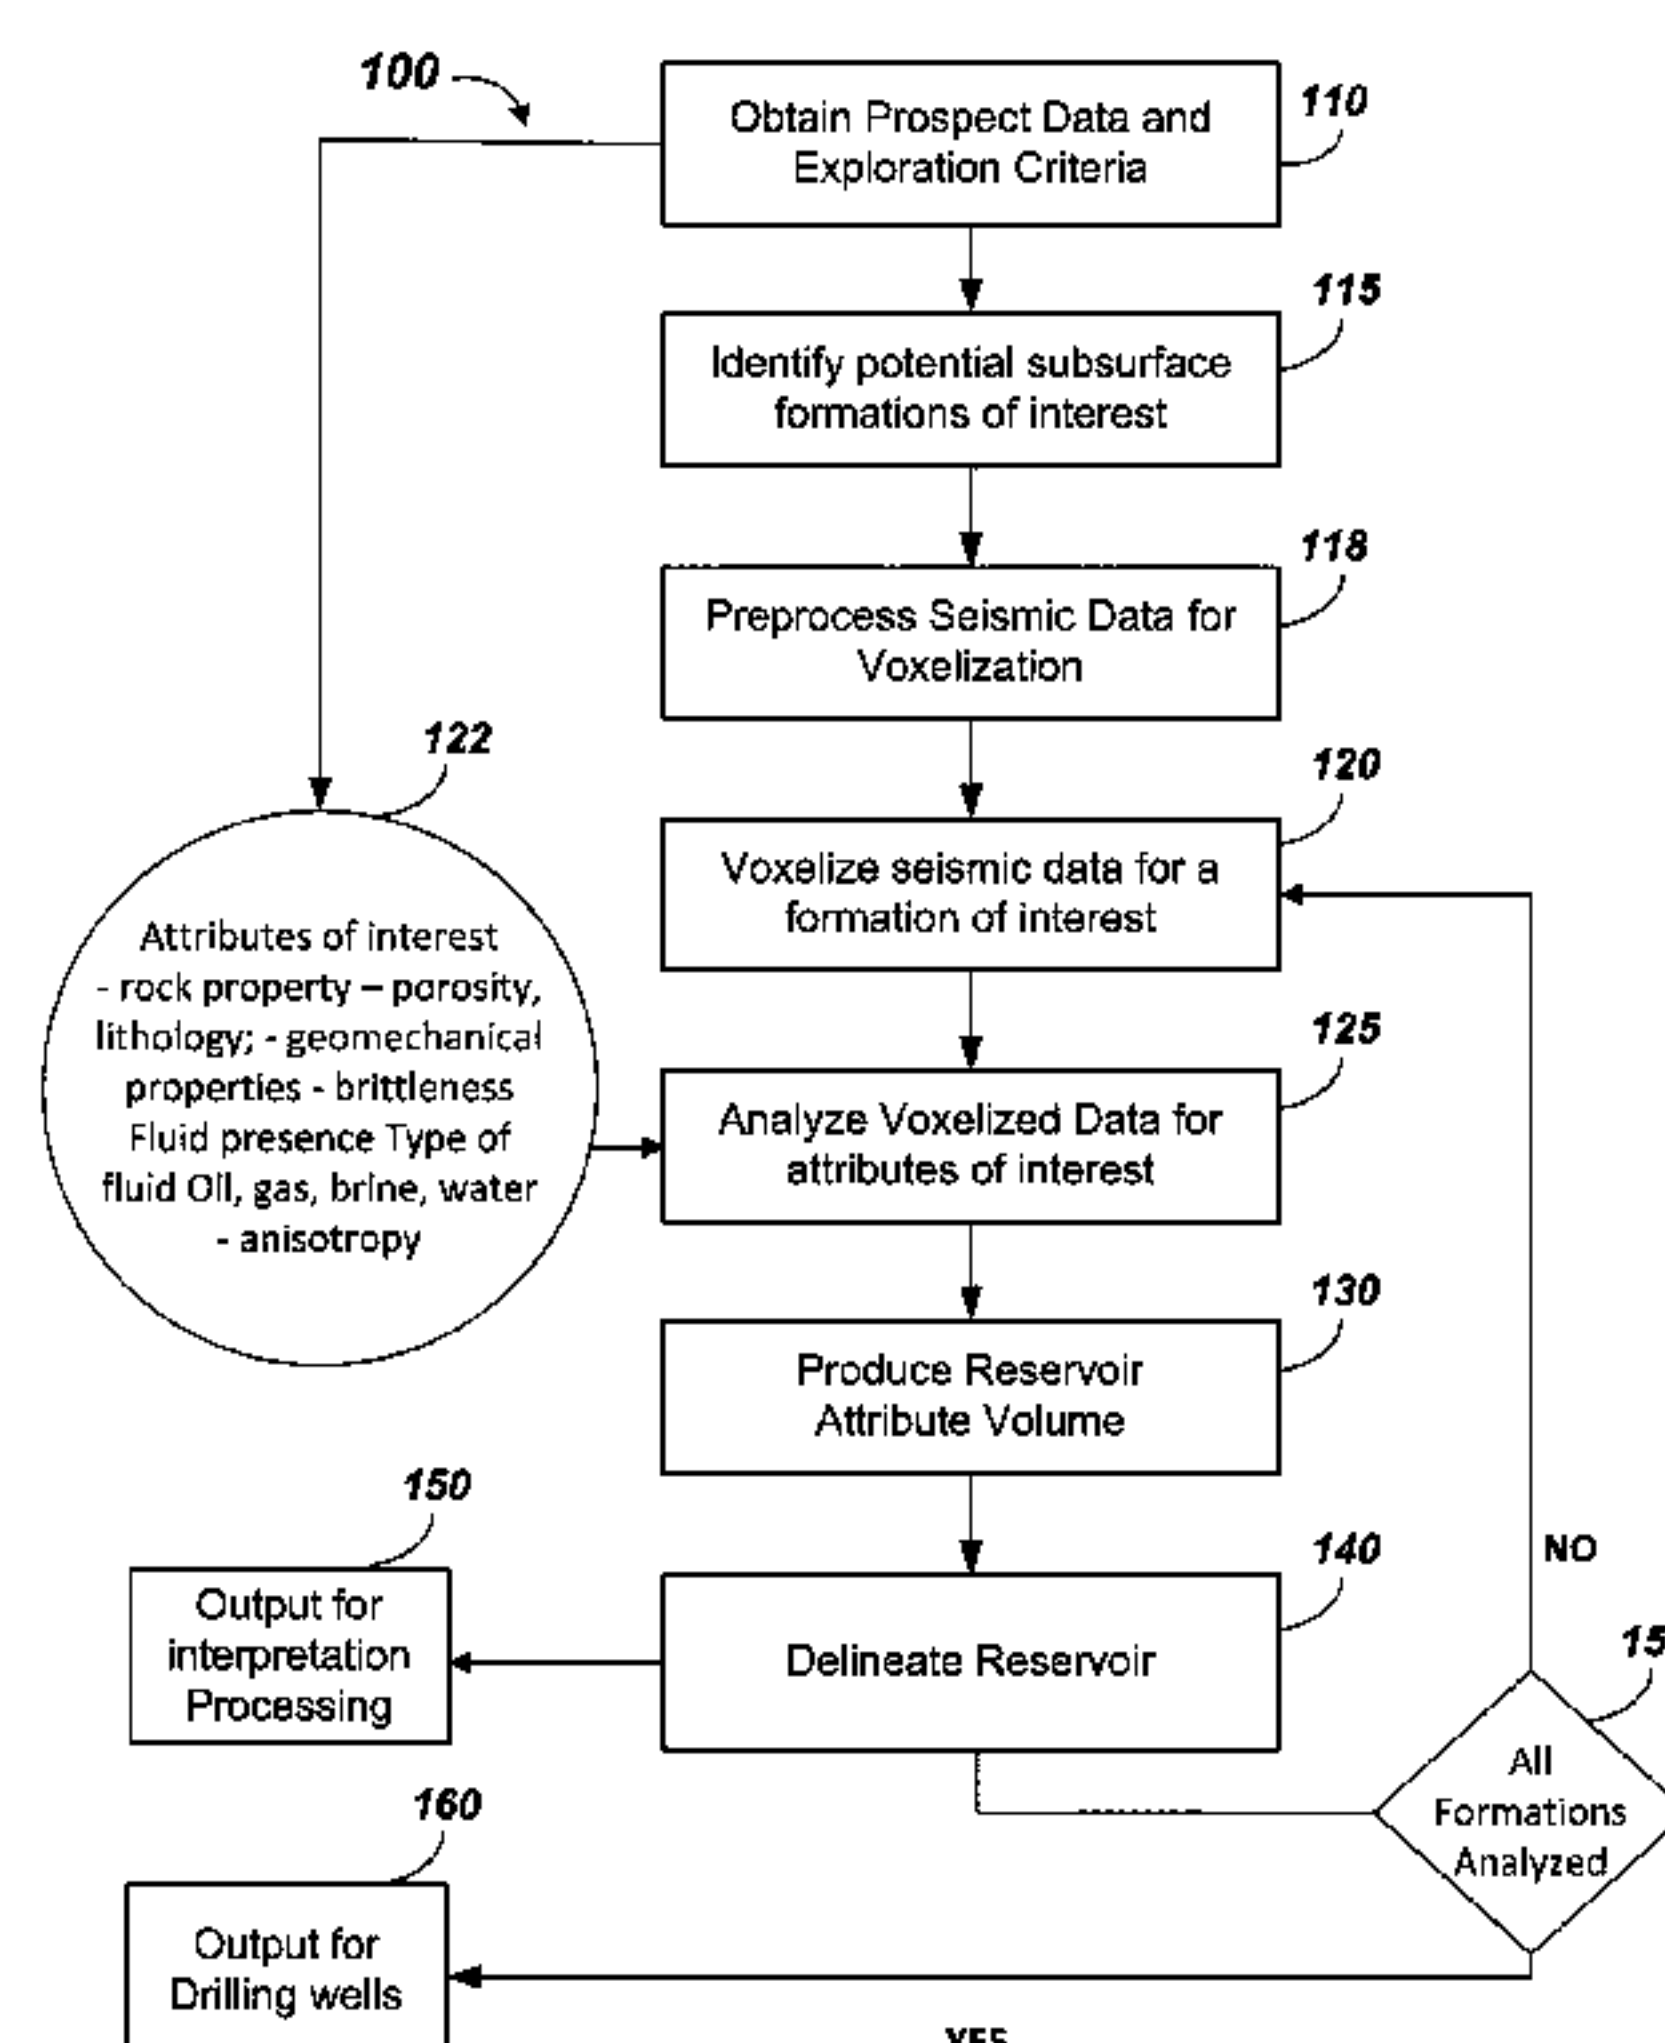 100
Obtain Prospect Data and
Exploration Criteria
110
115
Identify potential subsurface
formations of interest
118
Preprocess Seismic Data for
Voxelization
122
120
Voxelize seismic data for a
formation of interest
Attributes of interest
- rock property – porosity,
lithology; - geomechanical
properties - brittleness
Fluid presence Type of
fluid Oil, gas, brine, water
- anisotropy
125
Analyze Voxelized Data for
attributes of interest
130
Produce Reservoir
Attribute Volume
150
Output for
interpretation
Processing
140
Delineate Reservoir
NO
15
All
Formations
Analyzed
160
Output for
Drilling wells
YES